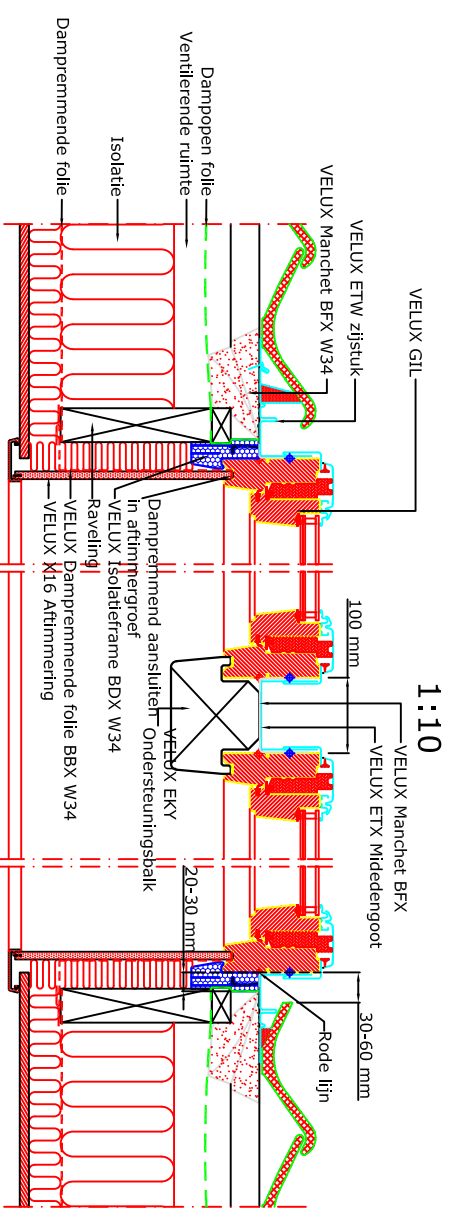 1:10
VELUX GIL
VELUX ETW zijstuk
VELUX Manchet BFX W34
Dampopen folie
Ventilerende ruimte
Isolatie
Dampremmende folie
100 mm
VELUX Manchet BFX
VELUX ETX Midedengoot
30-60 mm
Rode lijn
20-30 mm
VELUX EKY
Ondersteuningsbalk
Dampremmend aansluiten
in aftimmergroef
VELUX Isolatieframe BDX W34
Raveling
VELUX Dampremmende folie BBX W34
VELUX X16 Aftimmering